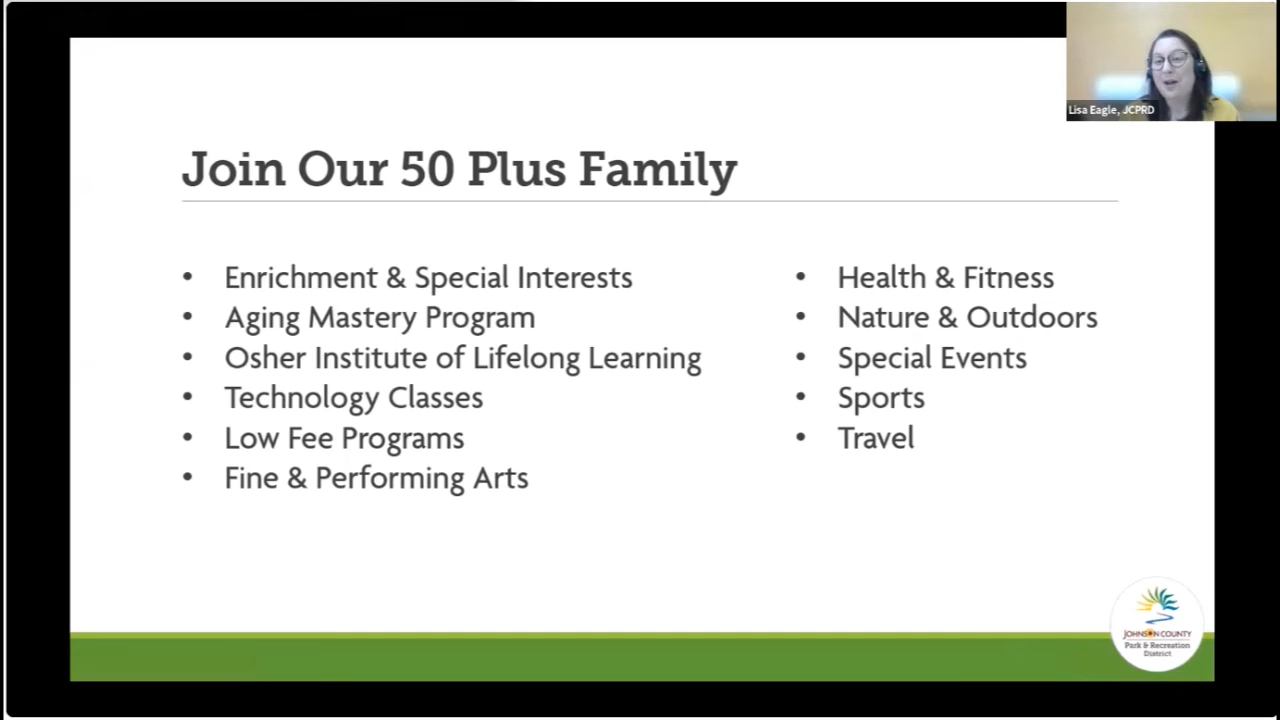 Lisa Eagle, JCPRD
Join Our 50 Plus Family
• Enrichment & Special Interests
• Aging Mastery Program
• Osher Institute of Lifelong Learning
• Technology Classes
• Low Fee Programs
• Fine & Performing Arts
• Health & Fitness
• Nature & Outdoors
• Special Events
• Sports
• Travel
JOHNSON COUNTY
Park & Recreation
District